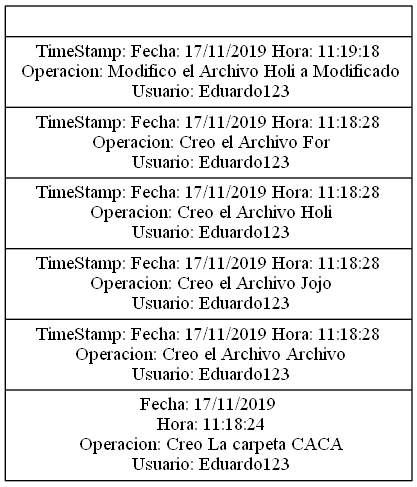 TimeStamp: Fecha: 17/11/2019 Hora: 11:19:18
Operacion: Modifico el Archivo Holi a Modificado
Usuario: Eduardo123
TimeStamp: Fecha: 17/11/2019 Hora: 11:18:28
Operacion: Creo el Archivo For
Usuario: Eduardo123
TimeStamp: Fecha: 17/11/2019 Hora: 11:18:28
Operacion: Creo el Archivo Holi
Usuario: Eduardo123
TimeStamp: Fecha: 17/11/2019 Hora: 11:18:28
Operacion: Creo el Archivo Jojo
Usuario: Eduardo123
TimeStamp: Fecha: 17/11/2019 Hora: 11:18:28
Operacion: Creo el Archivo Archivo
Usuario: Eduardo123
Fecha: 17/11/2019
Hora: 11:18:24
Operacion: Creo La carpeta CACA
Usuario: Eduardo123